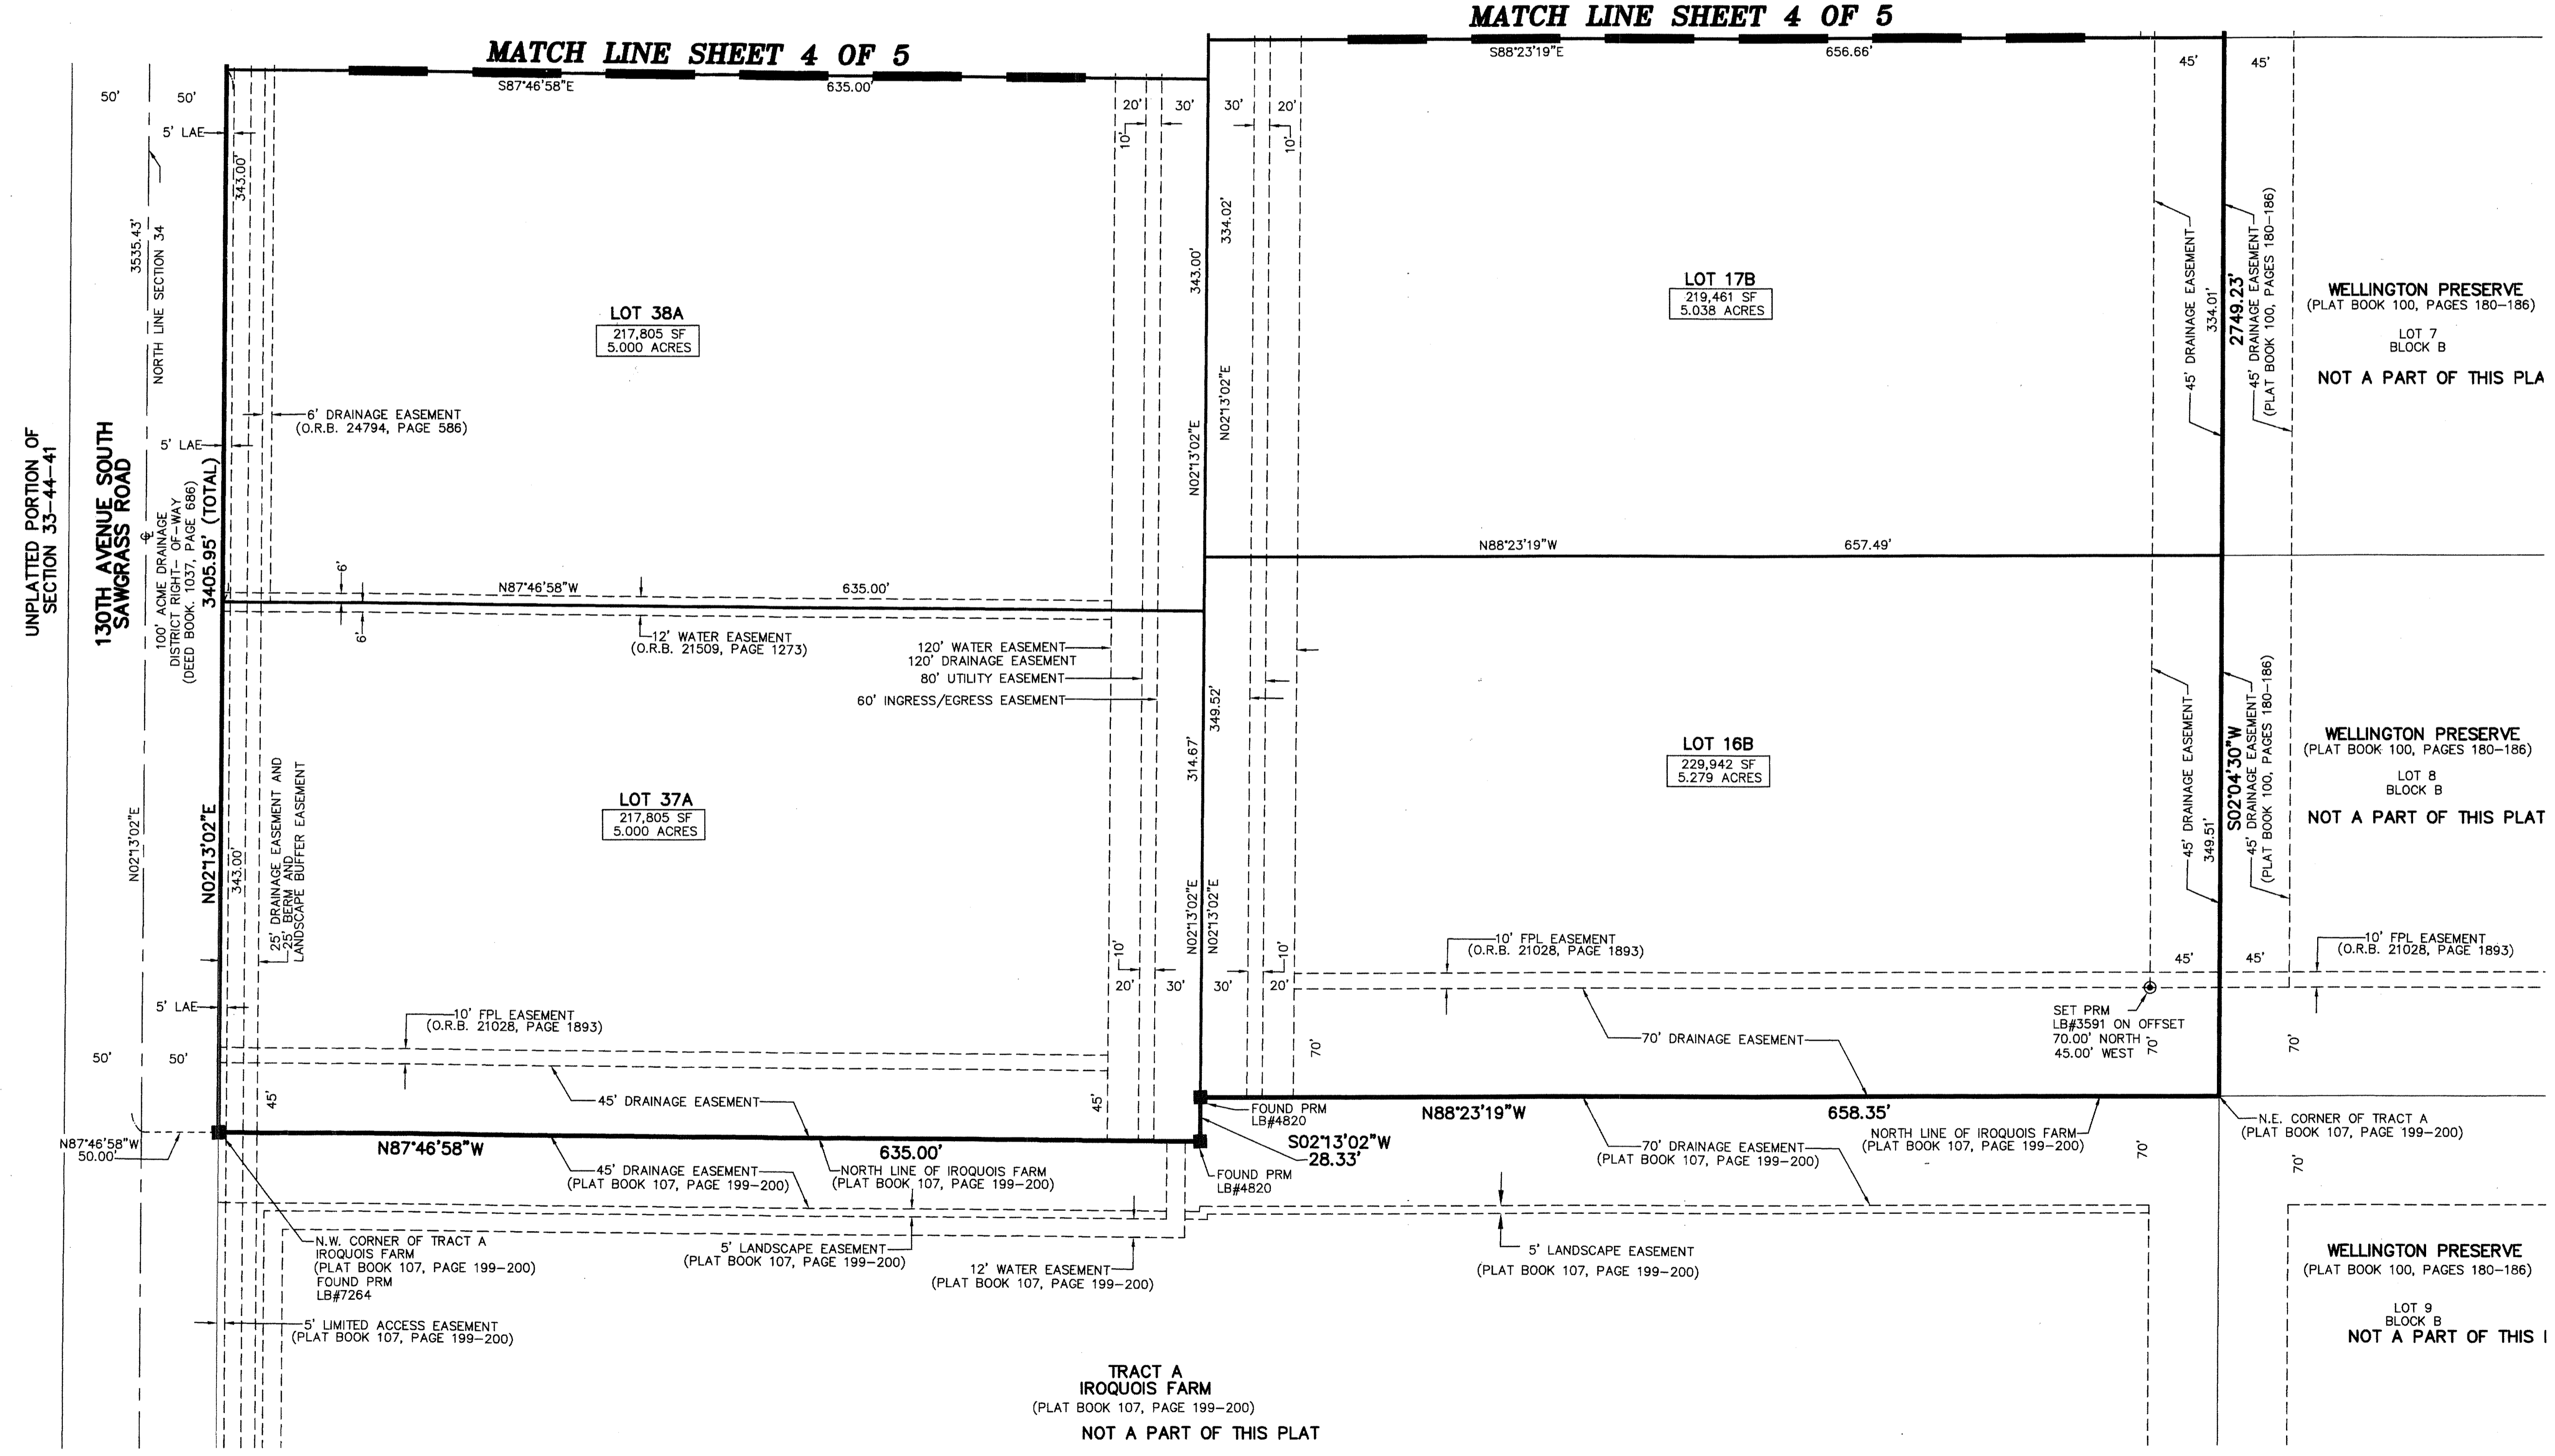 MATCH LINE SHEET 4 OF 5
MATCH LINE SHEET 4 OF 5
S87°46'58"E
635.00'
S88°23'19"E
656.66'
50'
50'
5' LAE
343.00'
3535.43'
NORTH LINE SECTION 34
20'
30'
30'
20'
10'
10'
45'
45'
LOT 38A
217,805 SF
5.000 ACRES
6' DRAINAGE EASEMENT
(O.R.B. 24794, PAGE 586)
5' LAE
343.00'
N02°13'02"E
334.02'
N02°13'02"E
LOT 17B
219,461 SF
5.038 ACRES
45' DRAINAGE EASEMENT
334.01'
2749.23'
45' DRAINAGE EASEMENT
(PLAT BOOK 100, PAGES 180-186)
WELLINGTON PRESERVE
(PLAT BOOK 100, PAGES 180-186)
LOT 7
BLOCK B
NOT A PART OF THIS PLA
UNPLATTED PORTION OF
SECTION 33-44-41
130TH AVENUE SOUTH
SAWGRASS ROAD
℄
100' ACME DRAINAGE
DISTRICT RIGHT- OF-WAY
(DEED BOOK. 1037, PAGE 686)
3405.95' (TOTAL)
N88°23'19"W
657.49'
6'
N87°46'58"W
635.00'
6'
12' WATER EASEMENT
(O.R.B. 21509, PAGE 1273)
120' WATER EASEMENT
120' DRAINAGE EASEMENT
80' UTILITY EASEMENT
60' INGRESS/EGRESS EASEMENT
LOT 37A
217,805 SF
5.000 ACRES
N02°13'02"E
N02°13'02"E
343.00'
25' DRAINAGE EASEMENT AND
25' BERM AND
LANDSCAPE BUFFER EASEMENT
314.67'
N02°13'02"E
349.52'
N02°13'02"E
LOT 16B
229,942 SF
5.279 ACRES
45' DRAINAGE EASEMENT
349.51'
S02°04'30"W
45' DRAINAGE EASEMENT
(PLAT BOOK 100, PAGES 180-186)
WELLINGTON PRESERVE
(PLAT BOOK 100, PAGES 180-186)
LOT 8
BLOCK B
NOT A PART OF THIS PLAT
10'
10'
20'
30'
30'
20'
10' FPL EASEMENT
(O.R.B. 21028, PAGE 1893)
45'
45'
10' FPL EASEMENT
(O.R.B. 21028, PAGE 1893)
5' LAE
10' FPL EASEMENT
(O.R.B. 21028, PAGE 1893)
50'
50'
45'
45' DRAINAGE EASEMENT
45'
70'
70' DRAINAGE EASEMENT
SET PRM
LB#3591 ON OFFSET
70.00' NORTH
45.00' WEST
70'
70'
N87°46'58"W
50.00'
N87°46'58"W
635.00'
FOUND PRM
LB#4820
S02°13'02"W
28.33'
FOUND PRM
LB#4820
N88°23'19"W
658.35'
N.E. CORNER OF TRACT A
(PLAT BOOK 107, PAGE 199-200)
45' DRAINAGE EASEMENT
(PLAT BOOK 107, PAGE 199-200)
NORTH LINE OF IROQUOIS FARM
(PLAT BOOK 107, PAGE 199-200)
70' DRAINAGE EASEMENT
(PLAT BOOK 107, PAGE 199-200)
NORTH LINE OF IROQUOIS FARM
(PLAT BOOK 107, PAGE 199-200)
70'
70'
N.W. CORNER OF TRACT A
IROQUOIS FARM
(PLAT BOOK 107, PAGE 199-200)
FOUND PRM
LB#7264
5' LANDSCAPE EASEMENT
(PLAT BOOK 107, PAGE 199-200)
12' WATER EASEMENT
(PLAT BOOK 107, PAGE 199-200)
5' LANDSCAPE EASEMENT
(PLAT BOOK 107, PAGE 199-200)
WELLINGTON PRESERVE
(PLAT BOOK 100, PAGES 180-186)
LOT 9
BLOCK B
NOT A PART OF THIS
5' LIMITED ACCESS EASEMENT
(PLAT BOOK 107, PAGE 199-200)
TRACT A
IROQUOIS FARM
(PLAT BOOK 107, PAGE 199-200)
NOT A PART OF THIS PLAT